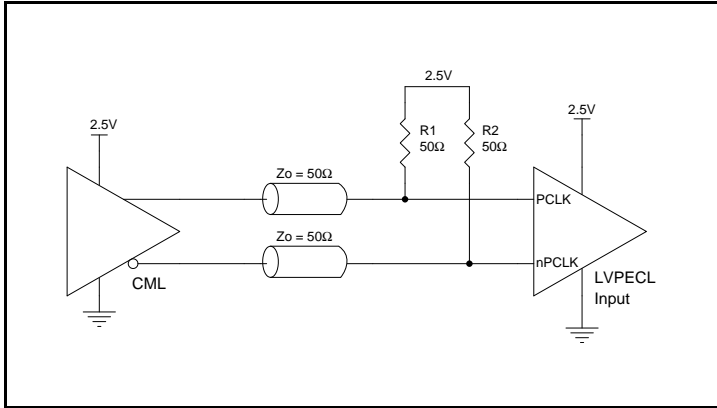 2.5V
2.5V
2.5V
R1
50Ω
R2
50Ω
Zo = 50Ω
PCLK
Zo = 50Ω
nPCLK
CML
LVPECL
Input